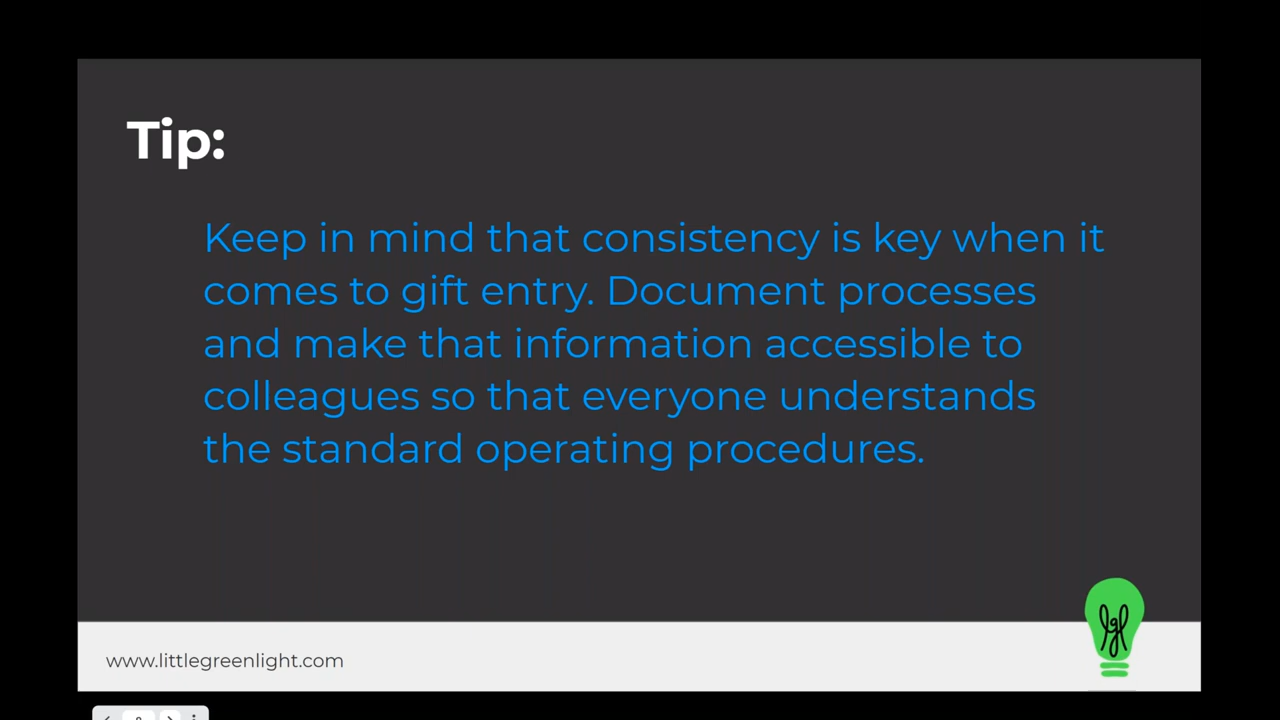 Tip:
Keep in mind that consistency is key when it
comes to gift entry. Document processes
and make that information accessible to
colleagues so that everyone understands
the standard operating procedures.
lgl
www.littlegreenlight.com